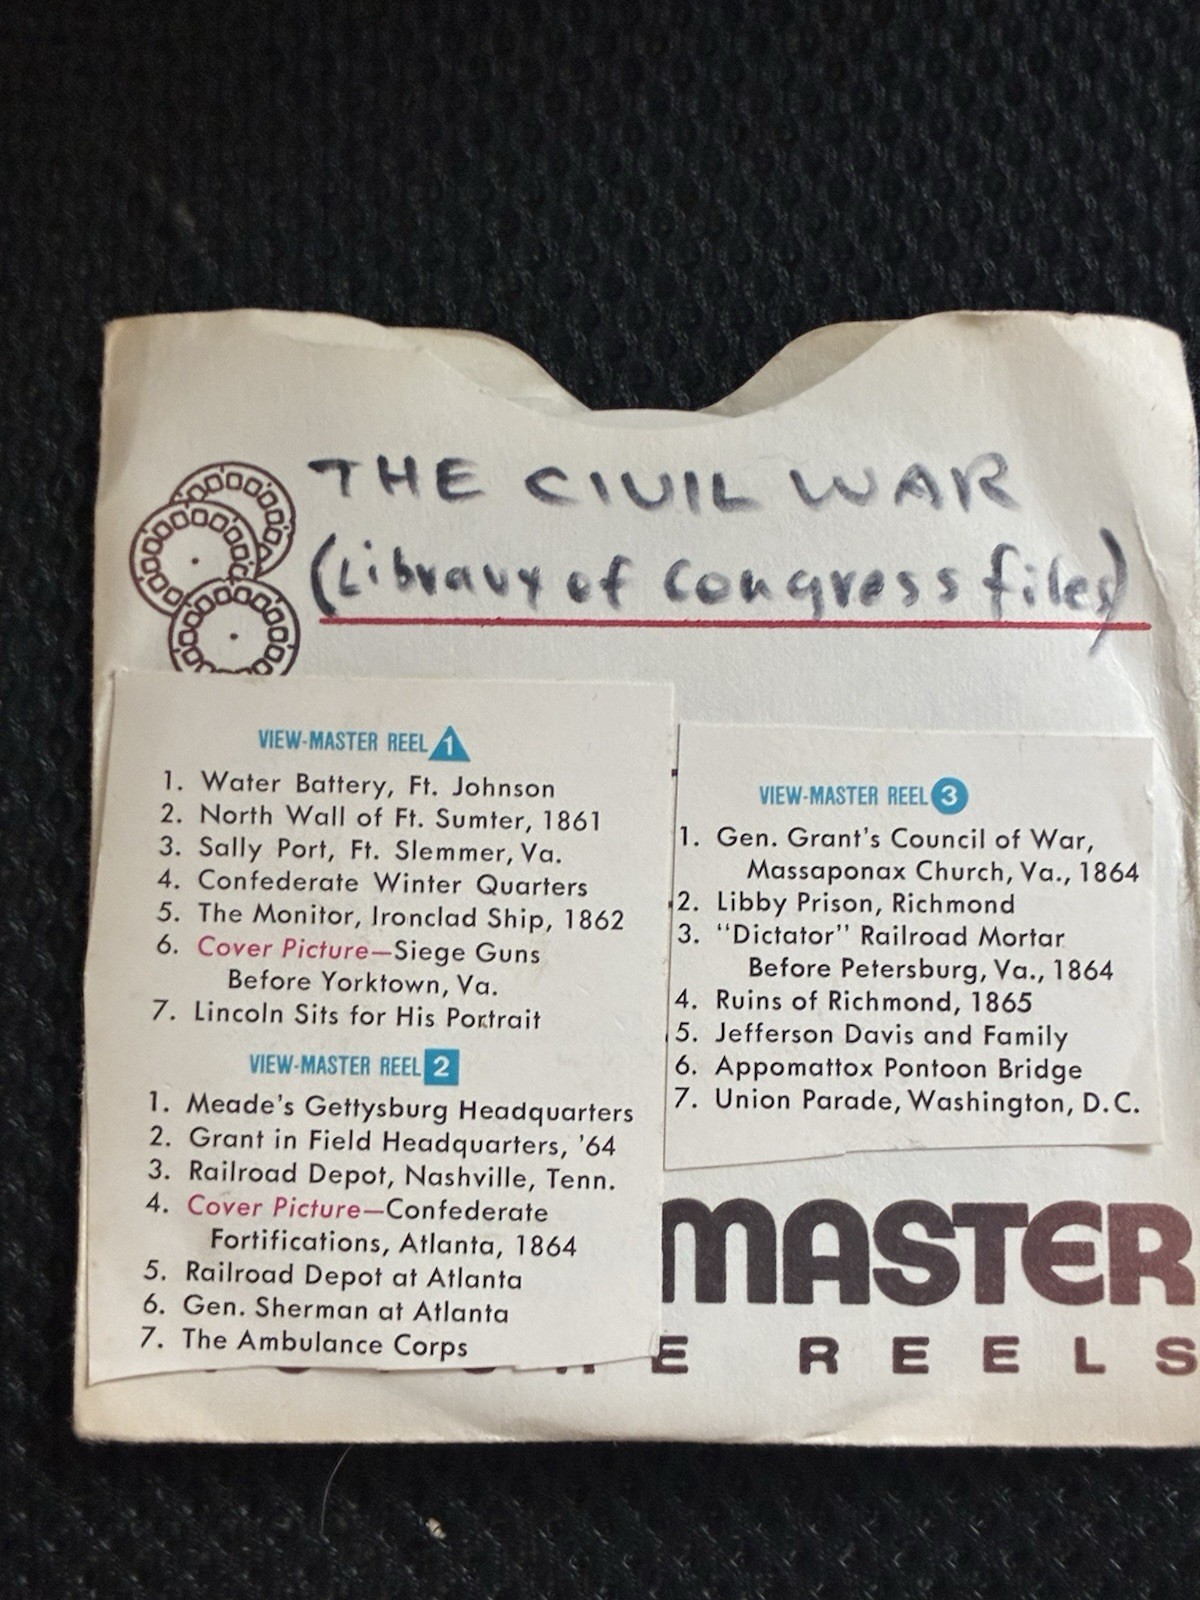 THE CIVIL WAR
(Library of Congress files)
VIEW-MASTER REEL 1
1. Water Battery, Ft. Johnson
2. North Wall of Ft. Sumter, 1861
3. Sally Port, Ft. Slemmer, Va.
4. Confederate Winter Quarters
5. The Monitor, Ironclad Ship, 1862
6. Cover Picture—Siege Guns
Before Yorktown, Va.
7. Lincoln Sits for His Portrait
VIEW-MASTER REEL 2
1. Meade's Gettysburg Headquarters
2. Grant in Field Headquarters, '64
3. Railroad Depot, Nashville, Tenn.
4. Cover Picture—Confederate
Fortifications, Atlanta, 1864
5. Railroad Depot at Atlanta
6. Gen. Sherman at Atlanta
7. The Ambulance Corps
VIEW-MASTER REEL 3
1. Gen. Grant's Council of War,
Massaponax Church, Va., 1864
2. Libby Prison, Richmond
3. "Dictator" Railroad Mortar
Before Petersburg, Va., 1864
4. Ruins of Richmond, 1865
5. Jefferson Davis and Family
6. Appomattox Pontoon Bridge
7. Union Parade, Washington, D.C.
MASTER
REELS